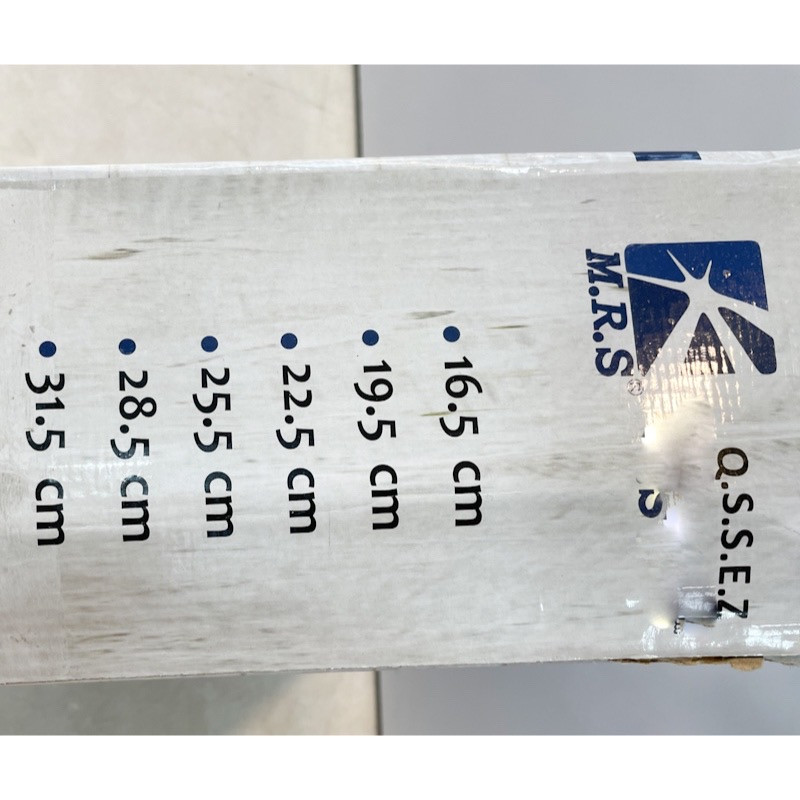 Q.S.S.E.Z
M.R.S®
• 16.5 cm
• 19.5 cm
• 22.5 cm
• 25.5 cm
• 28.5 cm
• 31.5 cm